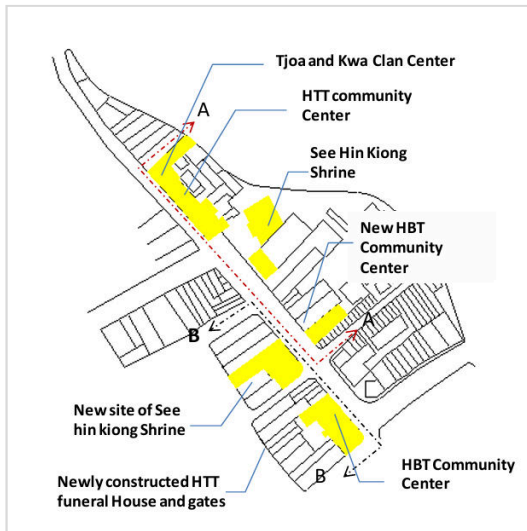 Tjoa and Kwa Clan Center
A
HTT community
Center
See Hin Kiong
Shrine
New HBT
Community
Center
A
B
New site of See
hin kiong Shrine
Newly constructed HTT
funeral House and gates
B
HBT Community
Center